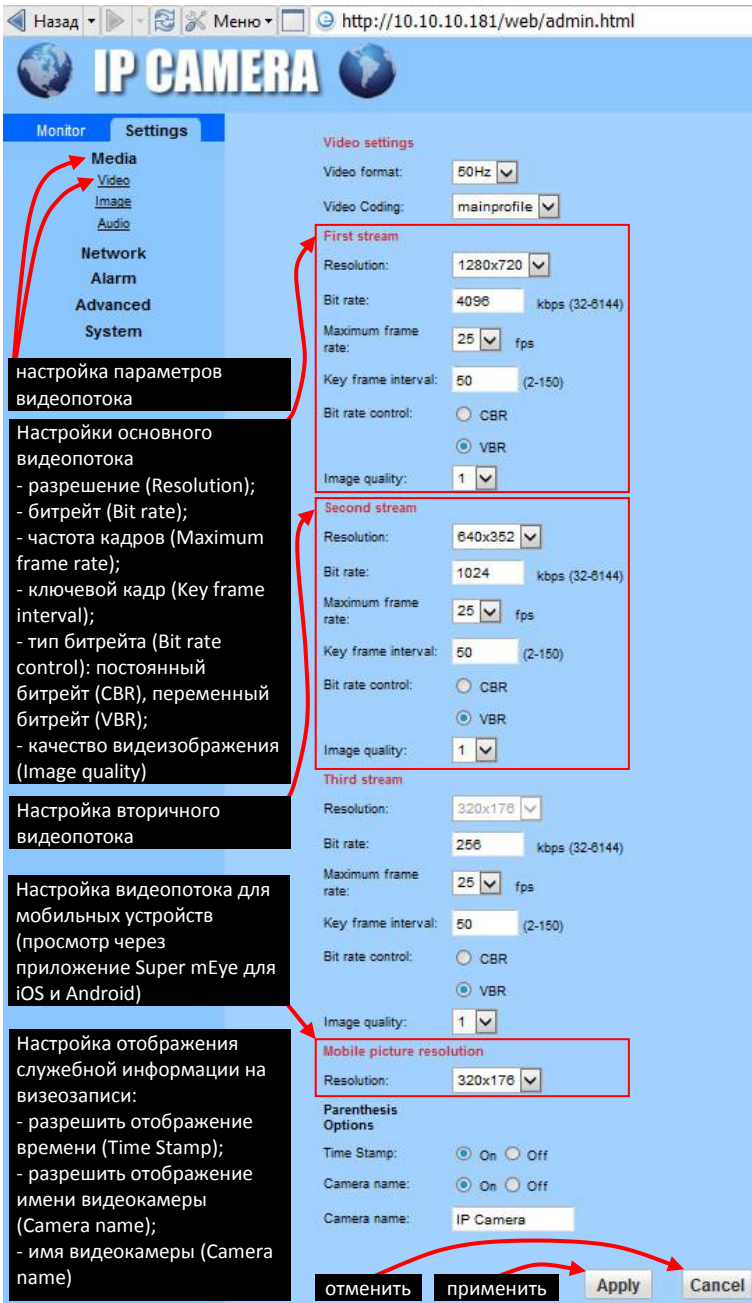 Назад
Меню
http://10.10.10.181/web/admin.html
IP CAMERA
Monitor
Settings
Media
Video
Image
Audio
Network
Alarm
Advanced
System
настройка параметров
видеопотока
Настройки основного
видеопотока
- разрешение (Resolution);
- битрейт (Bit rate);
- частота кадров (Maximum
frame rate);
- ключевой кадр (Key frame
interval);
- тип битрейта (Bit rate
control): постоянный
битрейт (CBR), переменный
битрейт (VBR);
- качество видеизображения
(Image quality)
Настройка вторичного
видеопотока
Настройка видеопотока для
мобильных устройств
(просмотр через
приложение Super mEye для
iOS и Android)
Настройка отображения
служебной информации на
визеозаписи:
- разрешить отображение
времени (Time Stamp);
- разрешить отображение
имени видеокамеры
(Camera name);
- имя видеокамеры (Camera
name)
Video settings
Video format: 50Hz
Video Coding: mainprofile
First stream
Resolution: 1280x720
Bit rate: 4096 kbps (32-6144)
Maximum frame
rate: 25 fps
Key frame interval: 50 (2-150)
Bit rate control: CBR
VBR
Image quality: 1
Second stream
Resolution: 640x352
Bit rate: 1024 kbps (32-6144)
Maximum frame
rate: 25 fps
Key frame interval: 50 (2-150)
Bit rate control: CBR
VBR
Image quality: 1
Third stream
Resolution: 320x176
Bit rate: 256 kbps (32-6144)
Maximum frame
rate: 25 fps
Key frame interval: 50 (2-150)
Bit rate control: CBR
VBR
Image quality: 1
Mobile picture resolution
Resolution: 320x176
Parenthesis
Options
Time Stamp: On Off
Camera name: On Off
Camera name: IP Camera
отменить
применить
Apply
Cancel